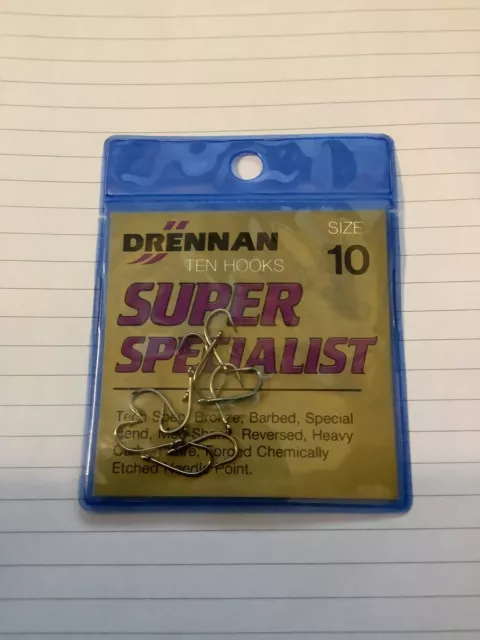 DRENNAN
TEN HOOKS
SIZE
10
SUPER
SPECIALIST
Bronze, Barbed, Special
Reversed, Heavy
Forged Chemically
Etched Needle Point.